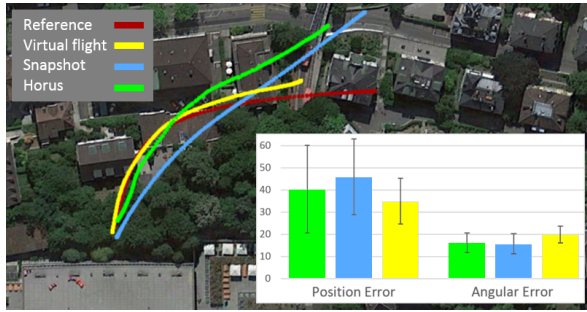 Reference
Virtual flight
Snapshot
Horus
60
50
40
30
20
10
0
Position Error
Angular Error